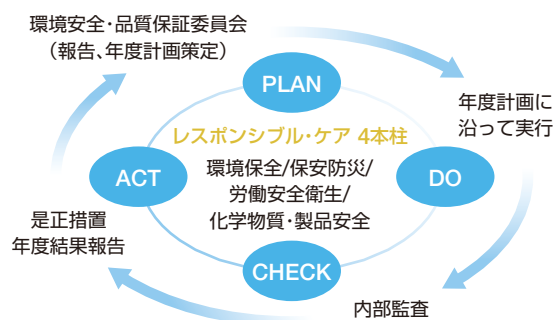 環境安全・品質保証委員会
（報告、年度計画策定）
PLAN
年度計画に
沿って実行
レスポンシブル・ケア 4本柱
ACT
環境保全/保安防災/
労働安全衛生/
化学物質・製品安全
DO
是正措置
年度結果報告
CHECK
内部監査